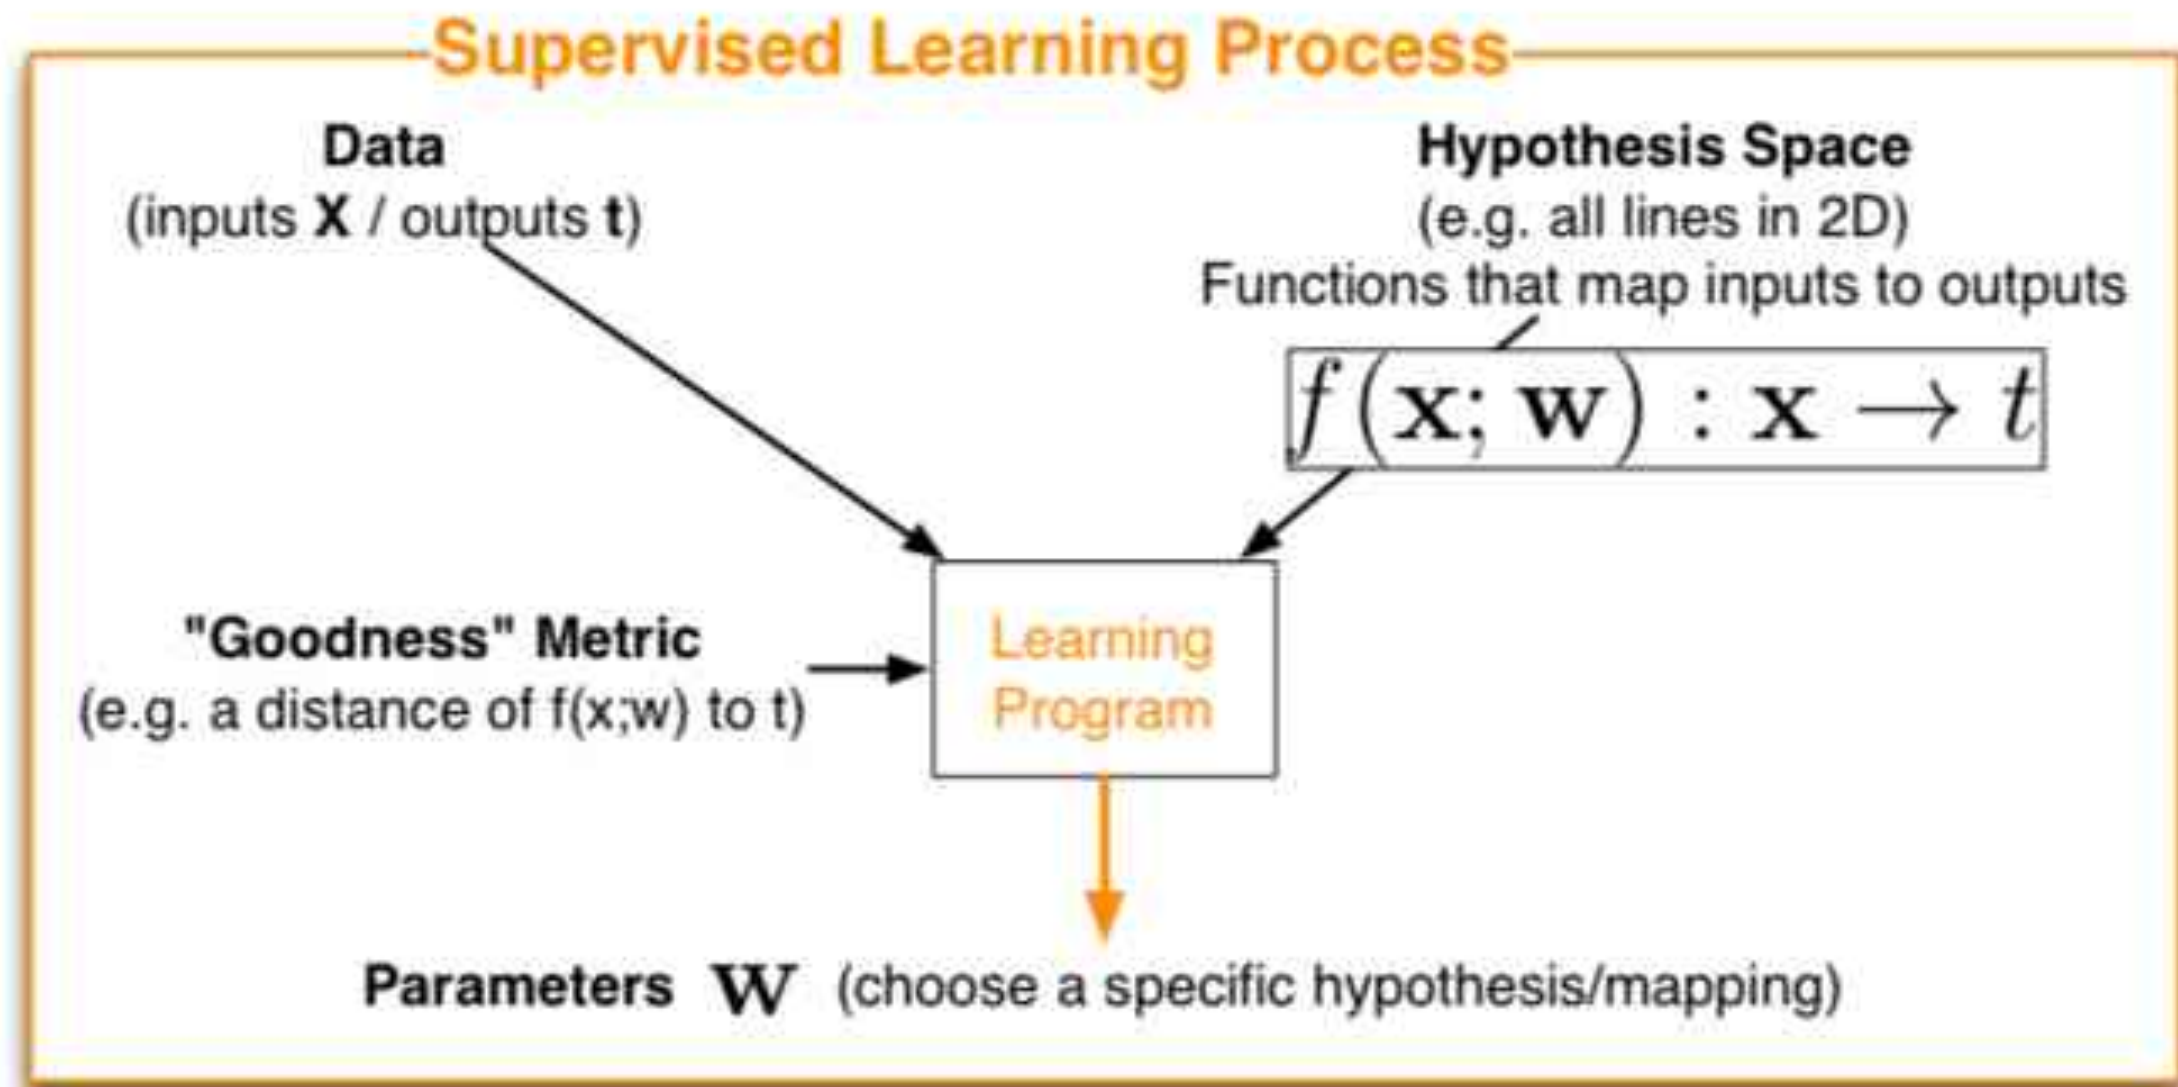 Supervised Learning Process
Data
(inputs X / outputs t)
Hypothesis Space
(e.g. all lines in 2D)
Functions that map inputs to outputs
f(x; w) : x → t
"Goodness" Metric
(e.g. a distance of f(x;w) to t)
Learning
Program
Parameters w (choose a specific hypothesis/mapping)